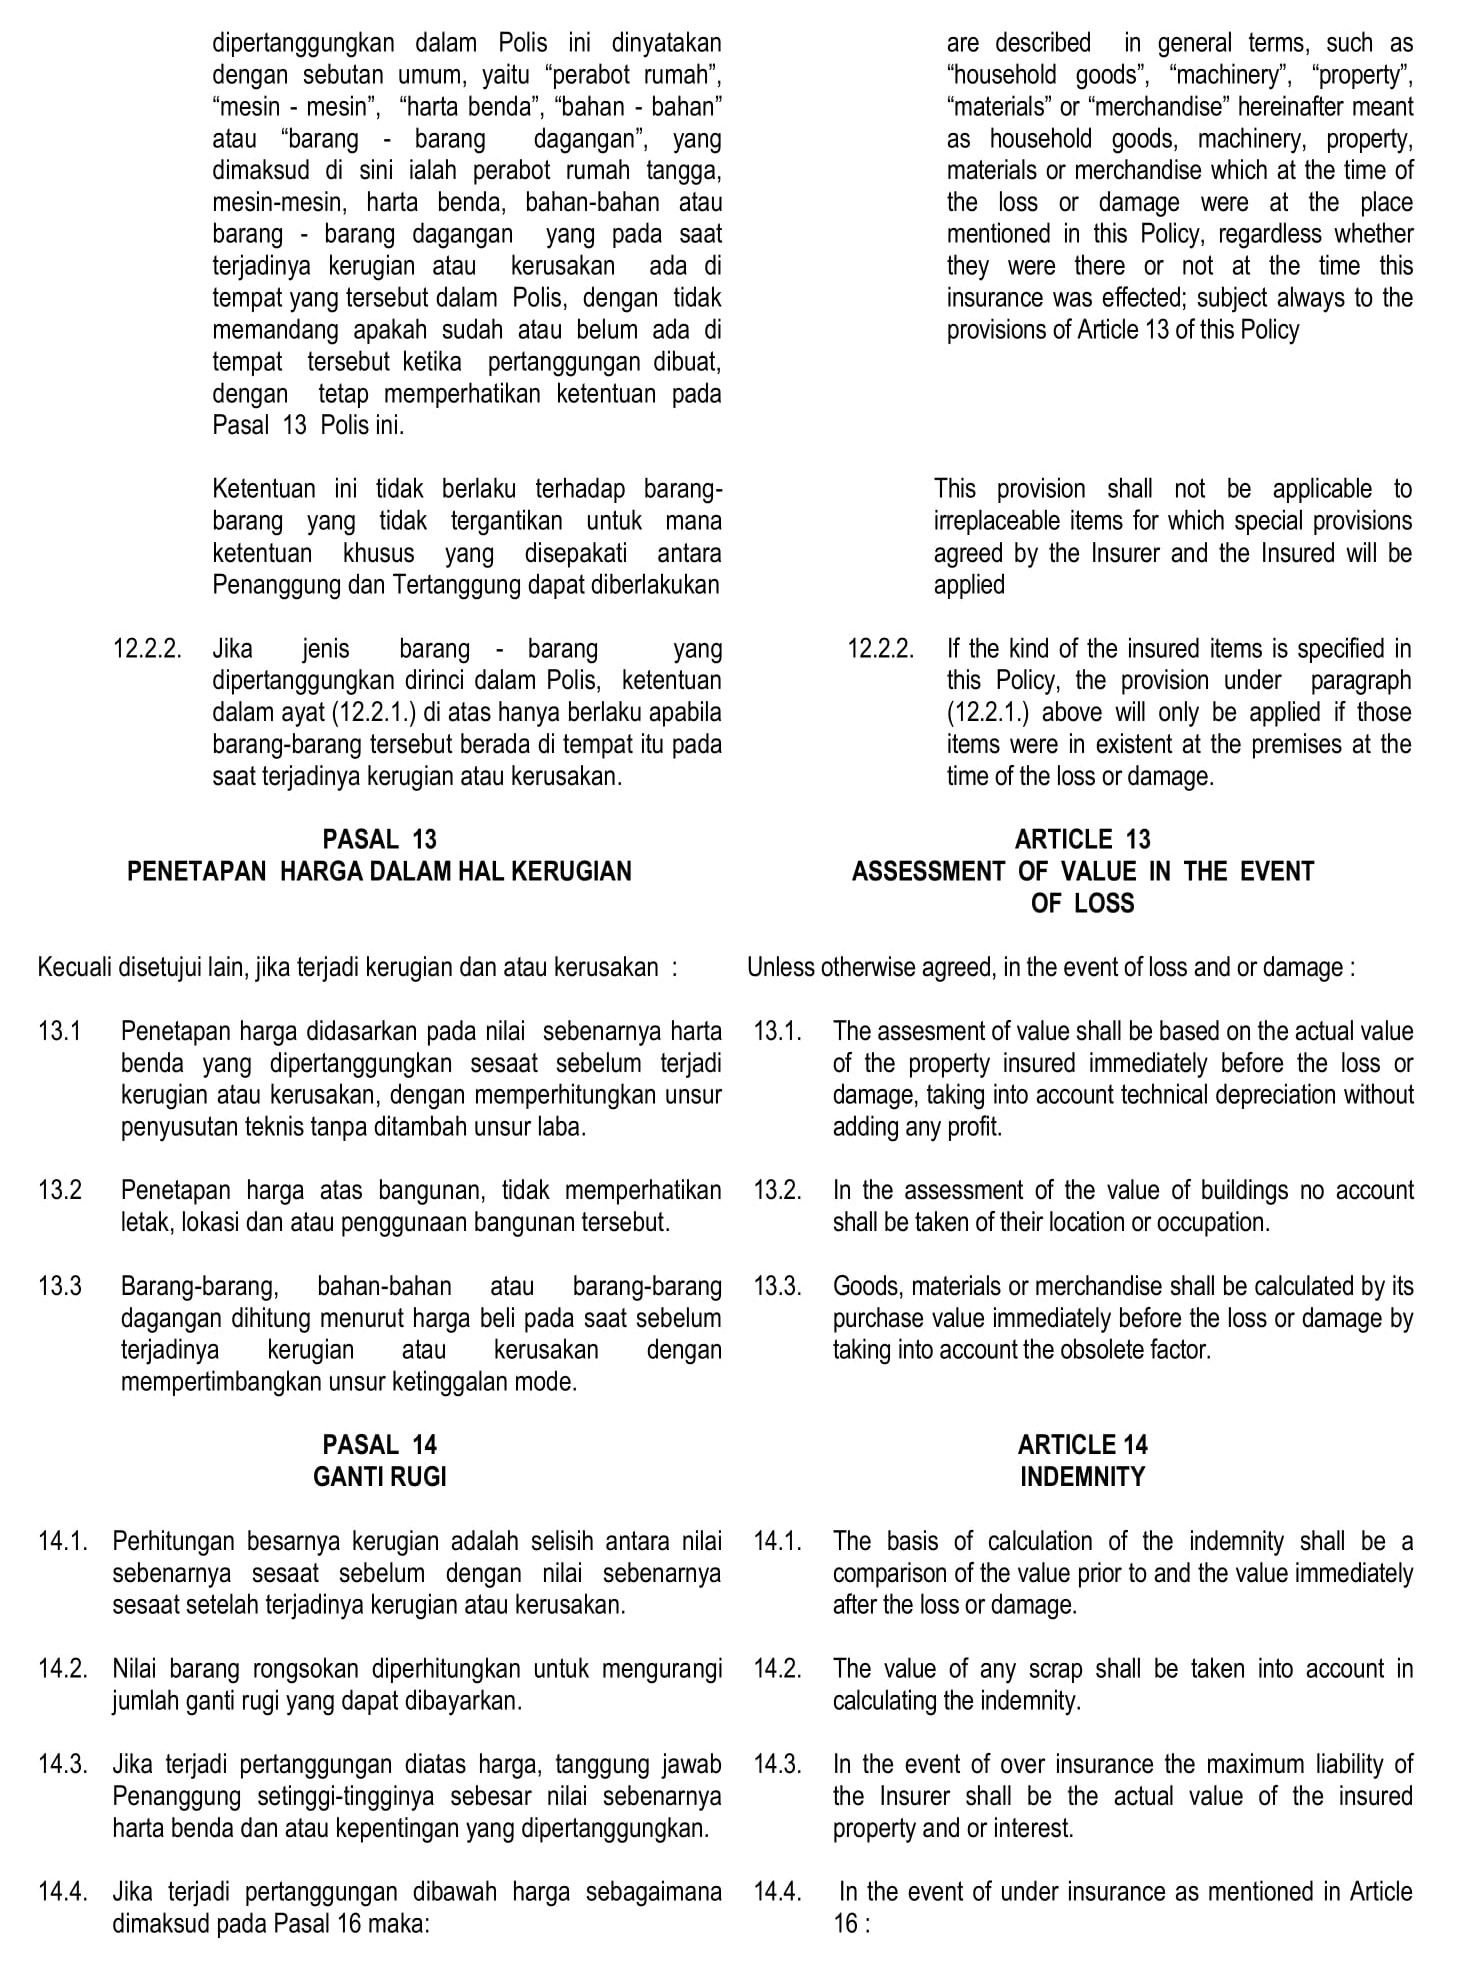 dipertanggungkan dalam Polis ini dinyatakan
dengan sebutan umum, yaitu “perabot rumah”,
“mesin - mesin”, “harta benda”, “bahan - bahan”
atau “barang - barang dagangan”, yang
dimaksud di sini ialah perabot rumah tangga,
mesin-mesin, harta benda, bahan-bahan atau
barang - barang dagangan yang pada saat
terjadinya kerugian atau kerusakan ada di
tempat yang tersebut dalam Polis, dengan tidak
memandang apakah sudah atau belum ada di
tempat tersebut ketika pertanggungan dibuat,
dengan tetap memperhatikan ketentuan pada
Pasal 13 Polis ini.
Ketentuan ini tidak berlaku terhadap barang-
barang yang tidak tergantikan untuk mana
ketentuan khusus yang disepakati antara
Penanggung dan Tertanggung dapat diberlakukan
12.2.2. Jika jenis barang - barang yang
dipertanggungkan dirinci dalam Polis, ketentuan
dalam ayat (12.2.1.) di atas hanya berlaku apabila
barang-barang tersebut berada di tempat itu pada
saat terjadinya kerugian atau kerusakan.
PASAL 13
PENETAPAN HARGA DALAM HAL KERUGIAN
Kecuali disetujui lain, jika terjadi kerugian dan atau kerusakan :
13.1 Penetapan harga didasarkan pada nilai sebenarnya harta
benda yang dipertanggungkan sesaat sebelum terjadi
kerugian atau kerusakan, dengan memperhitungkan unsur
penyusutan teknis tanpa ditambah unsur laba.
13.2 Penetapan harga atas bangunan, tidak memperhatikan
letak, lokasi dan atau penggunaan bangunan tersebut.
13.3 Barang-barang, bahan-bahan atau barang-barang
dagangan dihitung menurut harga beli pada saat sebelum
terjadinya kerugian atau kerusakan dengan
mempertimbangkan unsur ketinggalan mode.
PASAL 14
GANTI RUGI
14.1. Perhitungan besarnya kerugian adalah selisih antara nilai
sebenarnya sesaat sebelum dengan nilai sebenarnya
sesaat setelah terjadinya kerugian atau kerusakan.
14.2. Nilai barang rongsokan diperhitungkan untuk mengurangi
jumlah ganti rugi yang dapat dibayarkan.
14.3. Jika terjadi pertanggungan diatas harga, tanggung jawab
Penanggung setinggi-tingginya sebesar nilai sebenarnya
harta benda dan atau kepentingan yang dipertanggungkan.
14.4. Jika terjadi pertanggungan dibawah harga sebagaimana
dimaksud pada Pasal 16 maka:
are described in general terms, such as
“household goods”, “machinery”, “property”,
“materials” or “merchandise” hereinafter meant
as household goods, machinery, property,
materials or merchandise which at the time of
the loss or damage were at the place
mentioned in this Policy, regardless whether
they were there or not at the time this
insurance was effected; subject always to the
provisions of Article 13 of this Policy
This provision shall not be applicable to
irreplaceable items for which special provisions
agreed by the Insurer and the Insured will be
applied
12.2.2. If the kind of the insured items is specified in
this Policy, the provision under paragraph
(12.2.1.) above will only be applied if those
items were in existent at the premises at the
time of the loss or damage.
ARTICLE 13
ASSESSMENT OF VALUE IN THE EVENT
OF LOSS
Unless otherwise agreed, in the event of loss and or damage :
13.1. The assesment of value shall be based on the actual value
of the property insured immediately before the loss or
damage, taking into account technical depreciation without
adding any profit.
13.2. In the assessment of the value of buildings no account
shall be taken of their location or occupation.
13.3. Goods, materials or merchandise shall be calculated by its
purchase value immediately before the loss or damage by
taking into account the obsolete factor.
ARTICLE 14
INDEMNITY
14.1. The basis of calculation of the indemnity shall be a
comparison of the value prior to and the value immediately
after the loss or damage.
14.2. The value of any scrap shall be taken into account in
calculating the indemnity.
14.3. In the event of over insurance the maximum liability of
the Insurer shall be the actual value of the insured
property and or interest.
14.4. In the event of under insurance as mentioned in Article
16 :